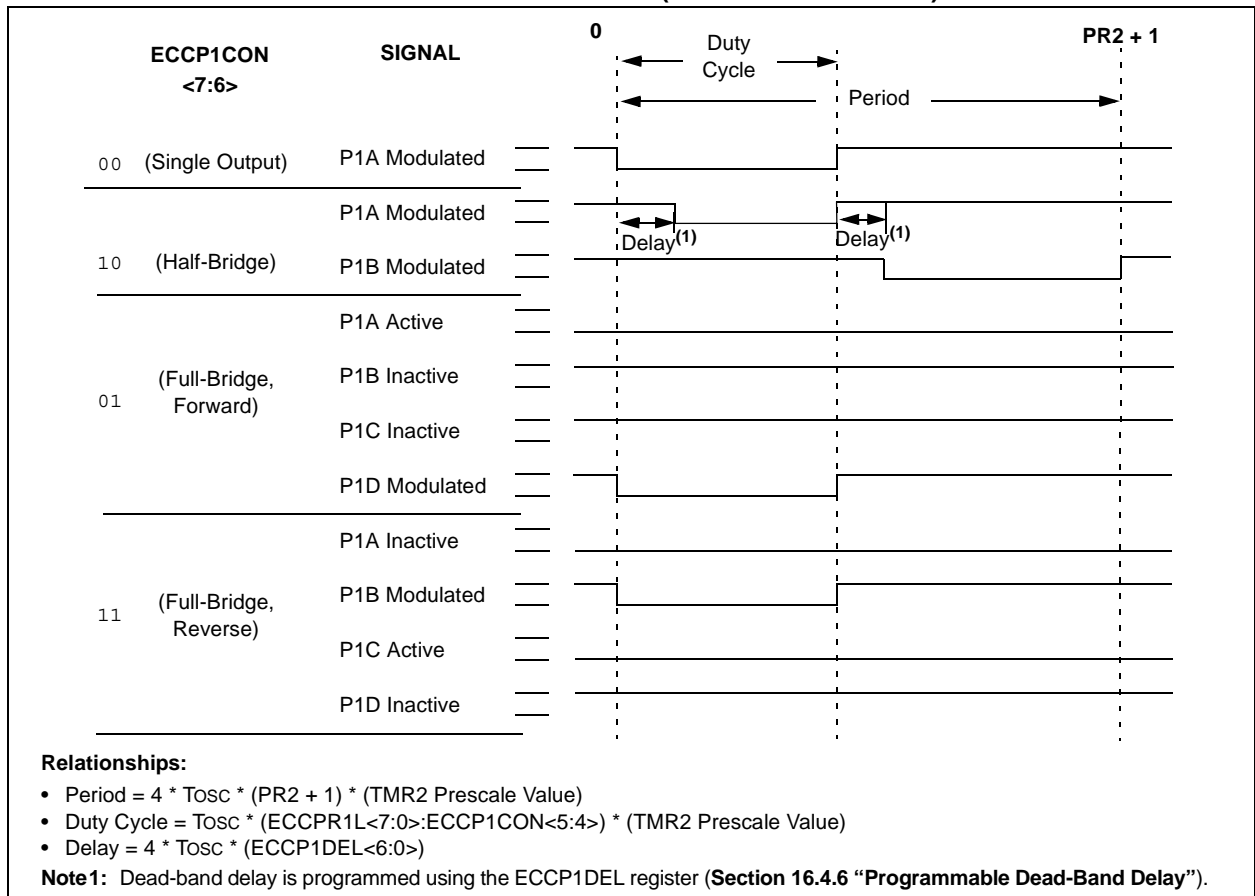 0
PR2 + 1
ECCP1CON
<7:6>
SIGNAL
Duty
Cycle
Period
00 (Single Output) P1A Modulated
P1A Modulated
Delay(1) Delay(1)
10 (Half-Bridge) P1B Modulated
P1A Active
P1B Inactive
01 (Full-Bridge,
Forward)
P1C Inactive
P1D Modulated
P1A Inactive
P1B Modulated
11 (Full-Bridge,
Reverse)
P1C Active
P1D Inactive
Relationships:
• Period = 4 * TOSC * (PR2 + 1) * (TMR2 Prescale Value)
• Duty Cycle = TOSC * (ECCPR1L<7:0>:ECCP1CON<5:4>) * (TMR2 Prescale Value)
• Delay = 4 * TOSC * (ECCP1DEL<6:0>)
Note1: Dead-band delay is programmed using the ECCP1DEL register (Section 16.4.6 “Programmable Dead-Band Delay”).